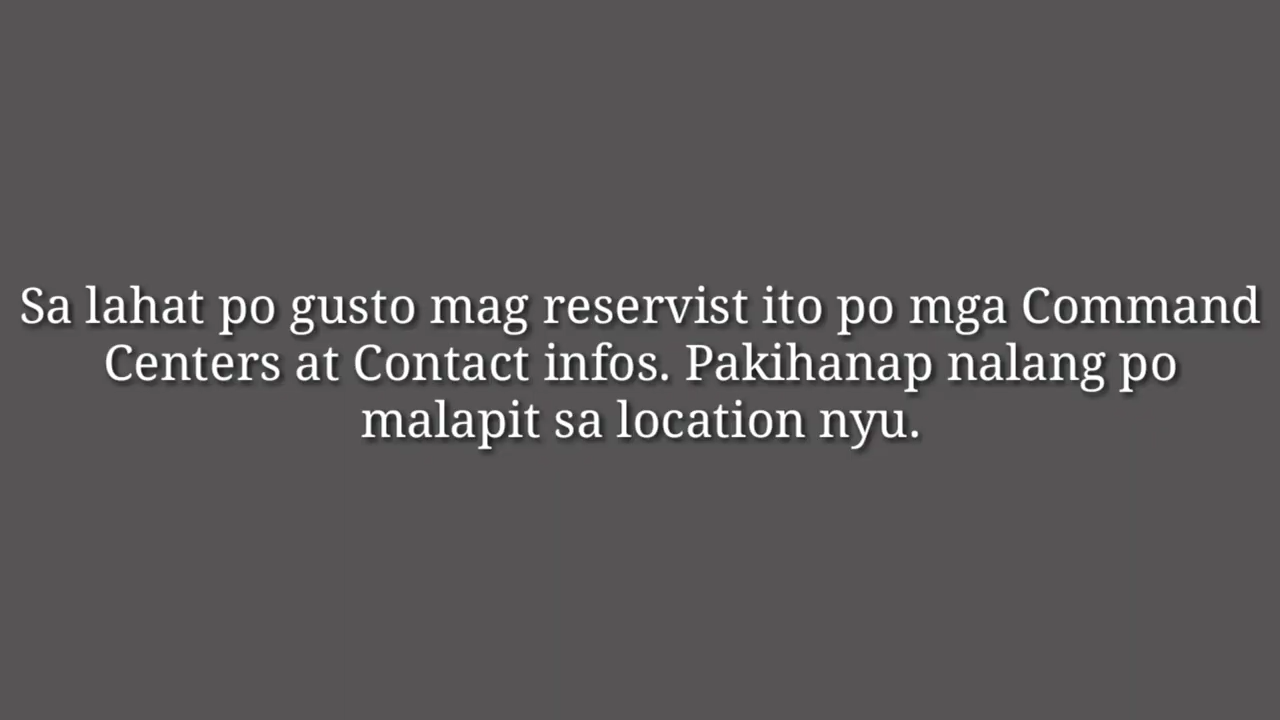 Sa lahat po gusto mag reservist ito po mga Command
Centers at Contact infos. Pakihanap nalang po
malapit sa location nyu.